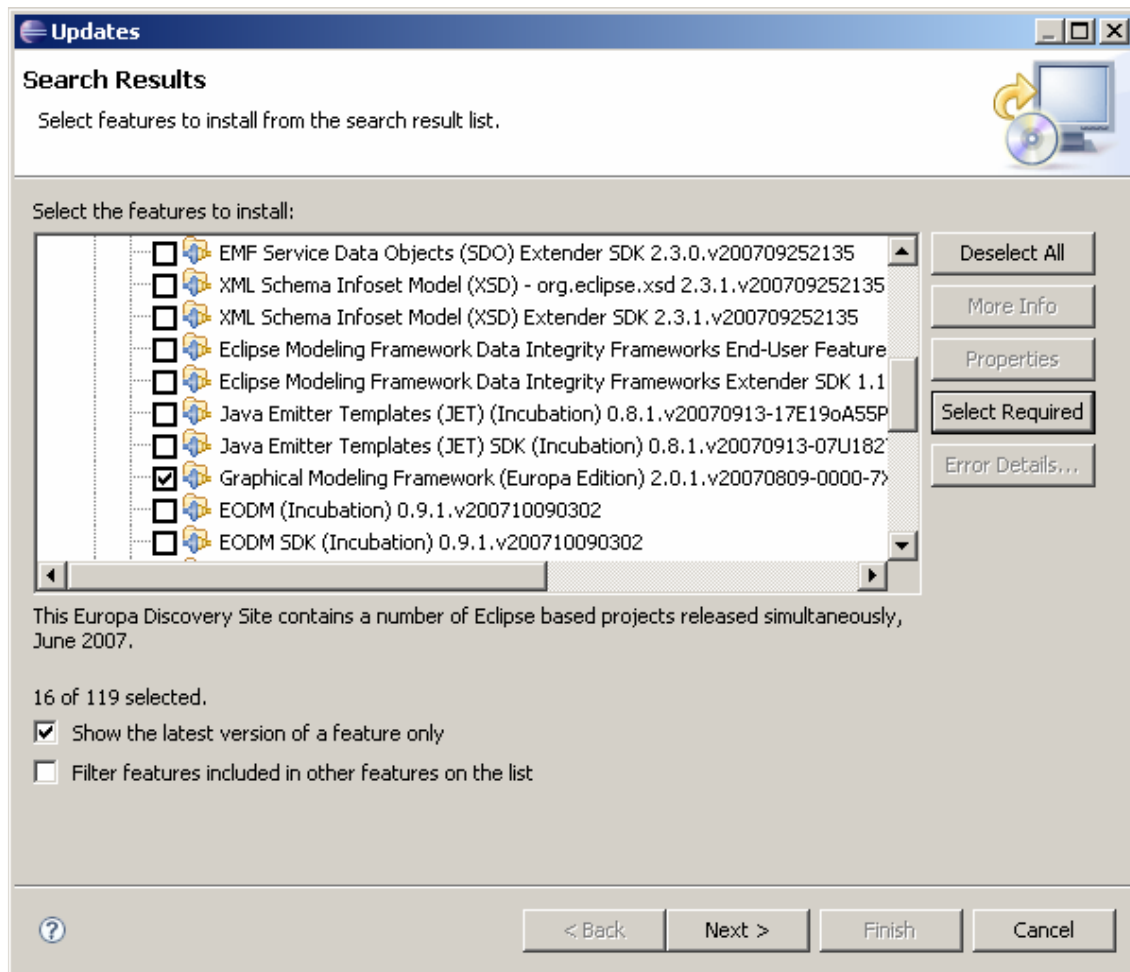 Updates
Search Results
Select features to install from the search result list.
Select the features to install:
EMF Service Data Objects (SDO) Extender SDK 2.3.0.v200709252135
XML Schema Infoset Model (XSD) - org.eclipse.xsd 2.3.1.v200709252135
XML Schema Infoset Model (XSD) Extender SDK 2.3.1.v200709252135
Eclipse Modeling Framework Data Integrity Frameworks End-User Feature
Eclipse Modeling Framework Data Integrity Frameworks Extender SDK 1.1
Java Emitter Templates (JET) (Incubation) 0.8.1.v20070913-17E19oA55P
Java Emitter Templates (JET) SDK (Incubation) 0.8.1.v20070913-07U182
Graphical Modeling Framework (Europa Edition) 2.0.1.v20070809-0000-7
EODM (Incubation) 0.9.1.v200710090302
EODM SDK (Incubation) 0.9.1.v200710090302
Deselect All
More Info
Properties
Select Required
Error Details...
This Europa Discovery Site contains a number of Eclipse based projects released simultaneously,
June 2007.
16 of 119 selected.
Show the latest version of a feature only
Filter features included in other features on the list
?
< Back
Next >
Finish
Cancel